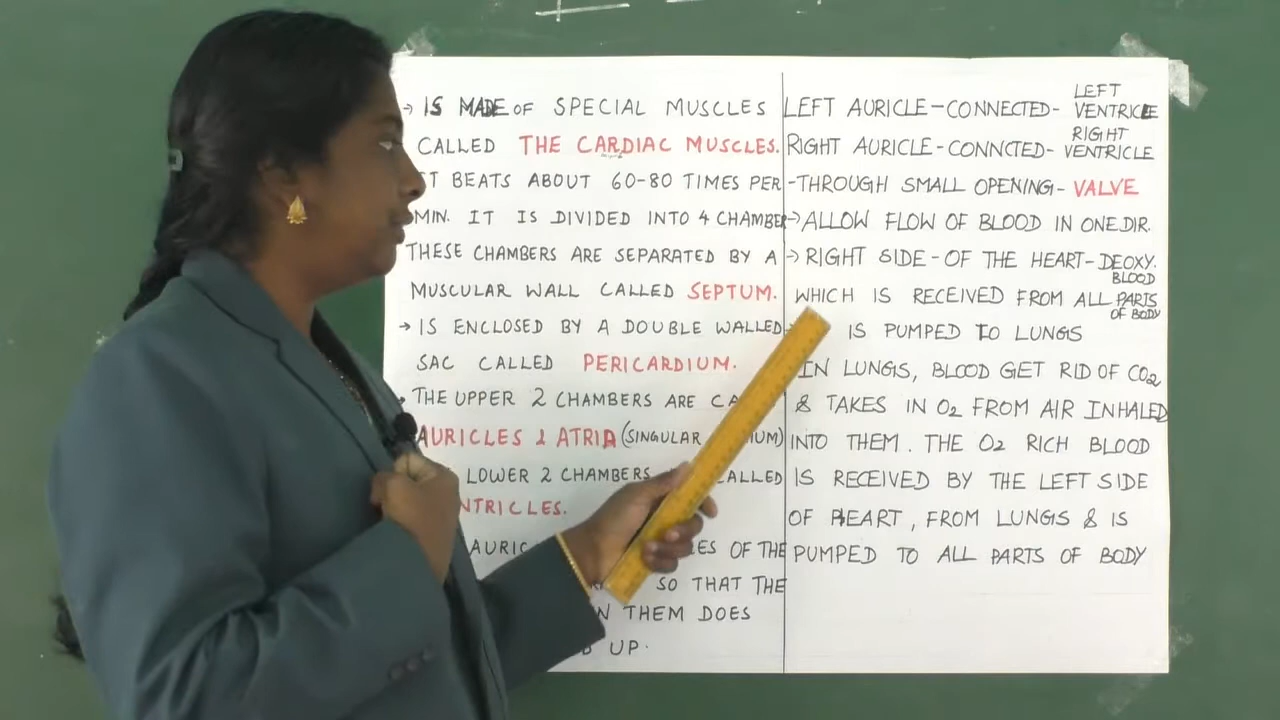 → IS MADE OF SPECIAL MUSCLES
CALLED THE CARDIAC MUSCLES.
BEATS ABOUT 60-80 TIMES PER
MIN. IT IS DIVIDED INTO 4 CHAMBER
THESE CHAMBERS ARE SEPARATED BY A
MUSCULAR WALL CALLED SEPTUM.
→ IS ENCLOSED BY A DOUBLE WALLED
SAC CALLED PERICARDIUM.
THE UPPER 2 CHAMBERS ARE
AURICLES & ATRIA (SINGULAR
LOWER 2 CHAMBERS
OF THE
SO THAT THE
THEM DOES
UP.
LEFT AURICLE-CONNECTED- LEFT VENTRICLE
RIGHT AURICLE-CONNCTED- RIGHT VENTRICLE
-THROUGH SMALL OPENING- VALVE
→ ALLOW FLOW OF BLOOD IN ONE DIR.
→ RIGHT SIDE - OF THE HEART - DEOXY. BLOOD
WHICH IS RECEIVED FROM ALL PARTS OF BODY
IS PUMPED TO LUNGS
IN LUNGS, BLOOD GET RID OF CO2
& TAKES IN O2 FROM AIR INHALED
INTO THEM. THE O2 RICH BLOOD
IS RECEIVED BY THE LEFT SIDE
OF HEART, FROM LUNGS & IS
PUMPED TO ALL PARTS OF BODY